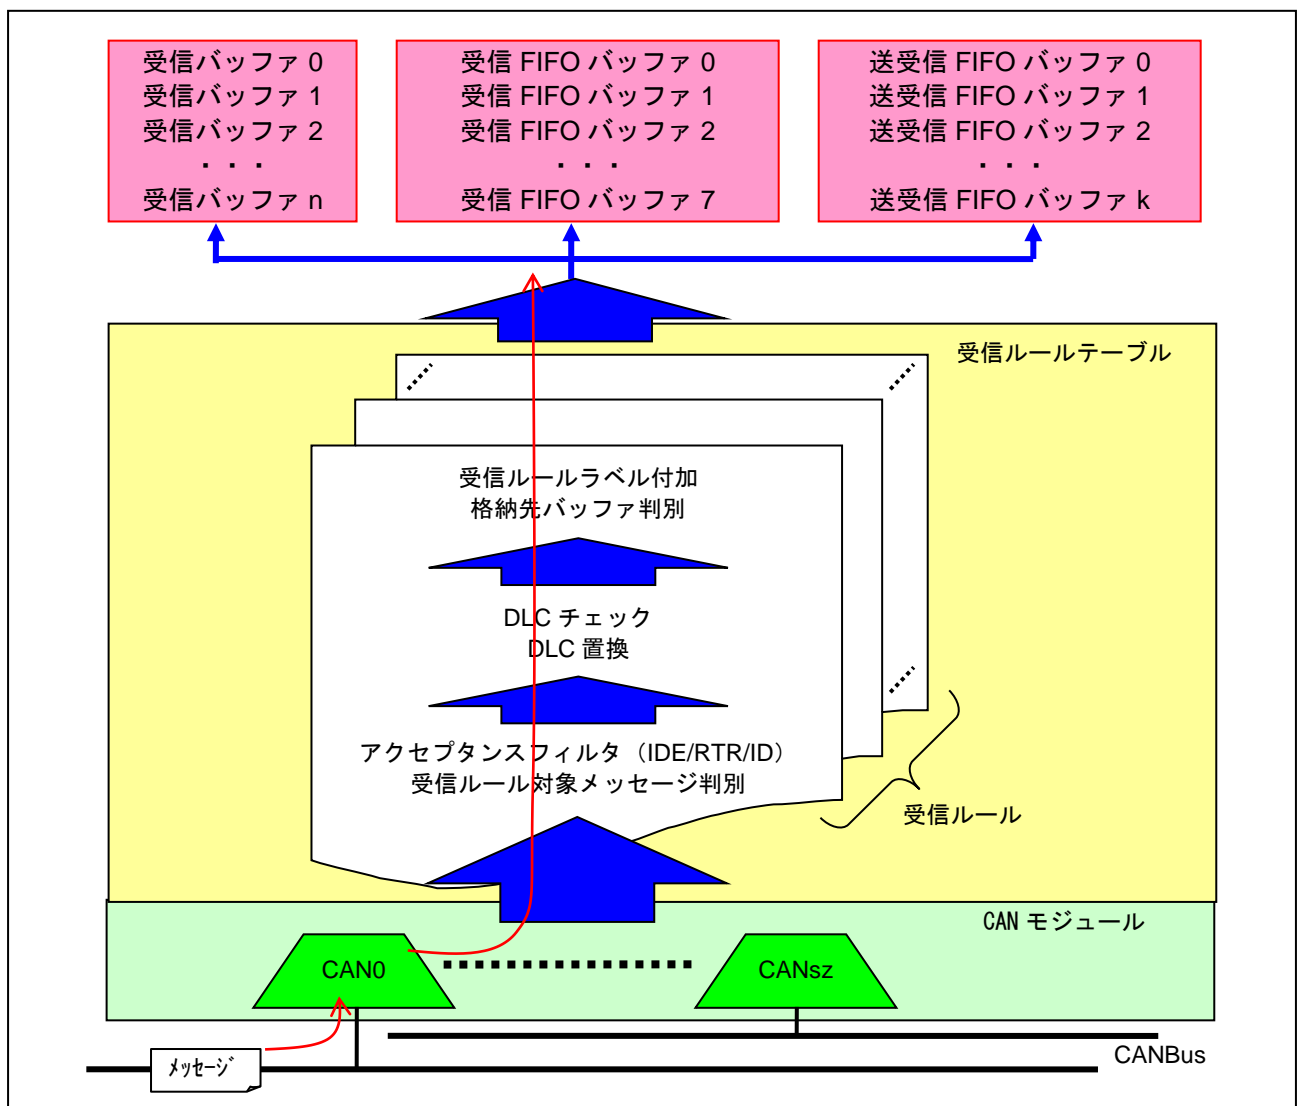 受信バッファ 0
受信バッファ 1
受信バッファ 2
・・・
受信バッファ n
受信 FIFO バッファ 0
受信 FIFO バッファ 1
受信 FIFO バッファ 2
・・・
受信 FIFO バッファ 7
送受信 FIFO バッファ 0
送受信 FIFO バッファ 1
送受信 FIFO バッファ 2
・・・
送受信 FIFO バッファ k
受信ルールテーブル
受信ルールラベル付加
格納先バッファ判別
DLC チェック
DLC 置換
アクセプタンスフィルタ（IDE/RTR/ID）
受信ルール対象メッセージ判別
受信ルール
CAN モジュール
CAN0
CANsz
CANBus
ﾒｯｾｰｼﾞ